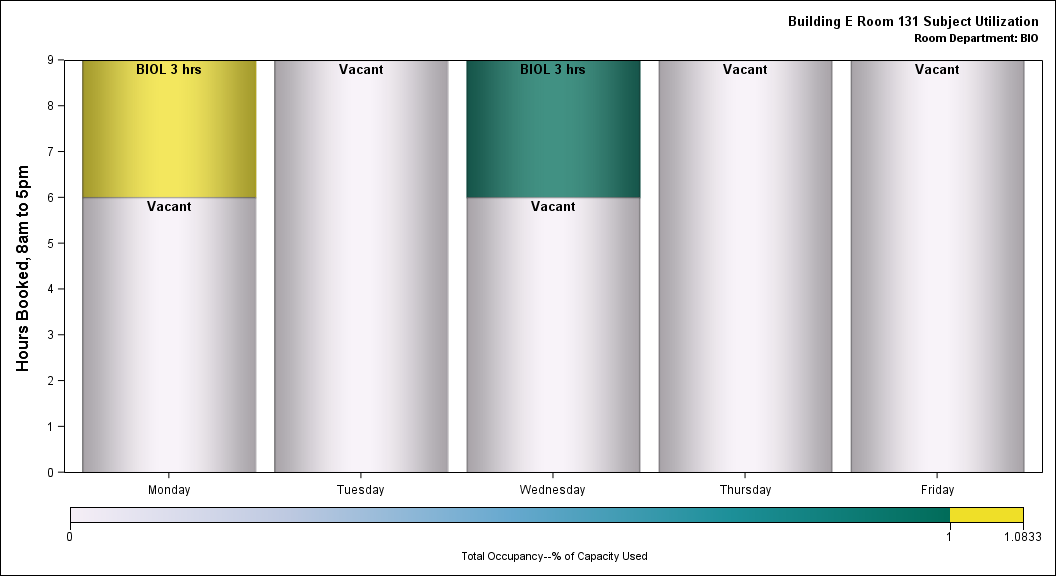 Building E Room 131 Subject Utilization
Room Department: BIO
Hours Booked, 8am to 5pm
9
8
7
6
5
4
3
2
1
0
BIOL 3 hrs
Vacant
Vacant
BIOL 3 hrs
Vacant
Vacant
Vacant
Monday
Tuesday
Wednesday
Thursday
Friday
0
1
1.0833
Total Occupancy--% of Capacity Used